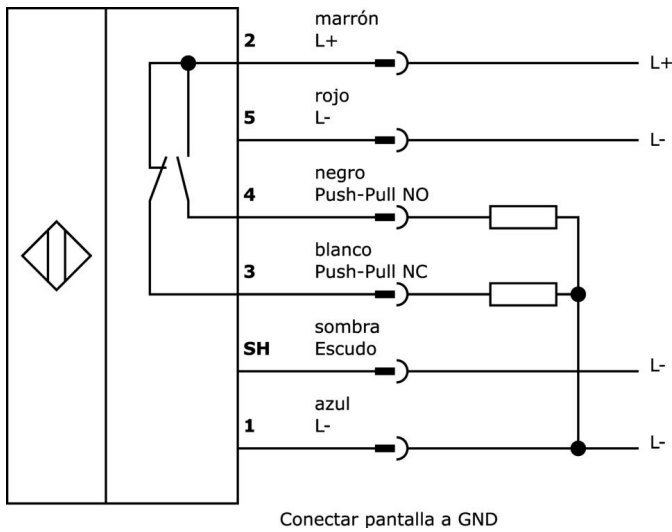 marrón
2 L+ L+
rojo
5 L- L-
negro
4 Push-Pull NO
blanco
3 Push-Pull NC
sombra
SH Escudo L-
azul
1 L- L-
Conectar pantalla a GND